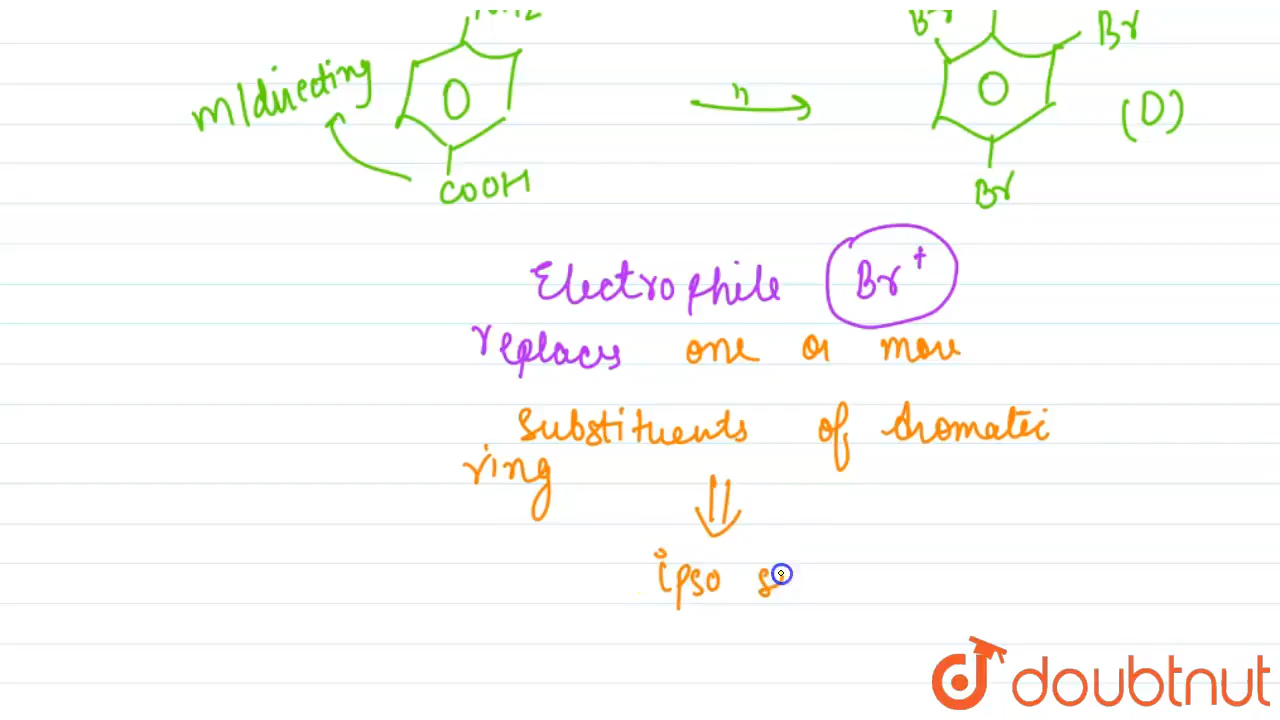 Br
m/directing
Br
(D)
COOH
Br
Electrophile Br+
replaces one or more
substituents of aromatic
ring
ipso
doubtnut